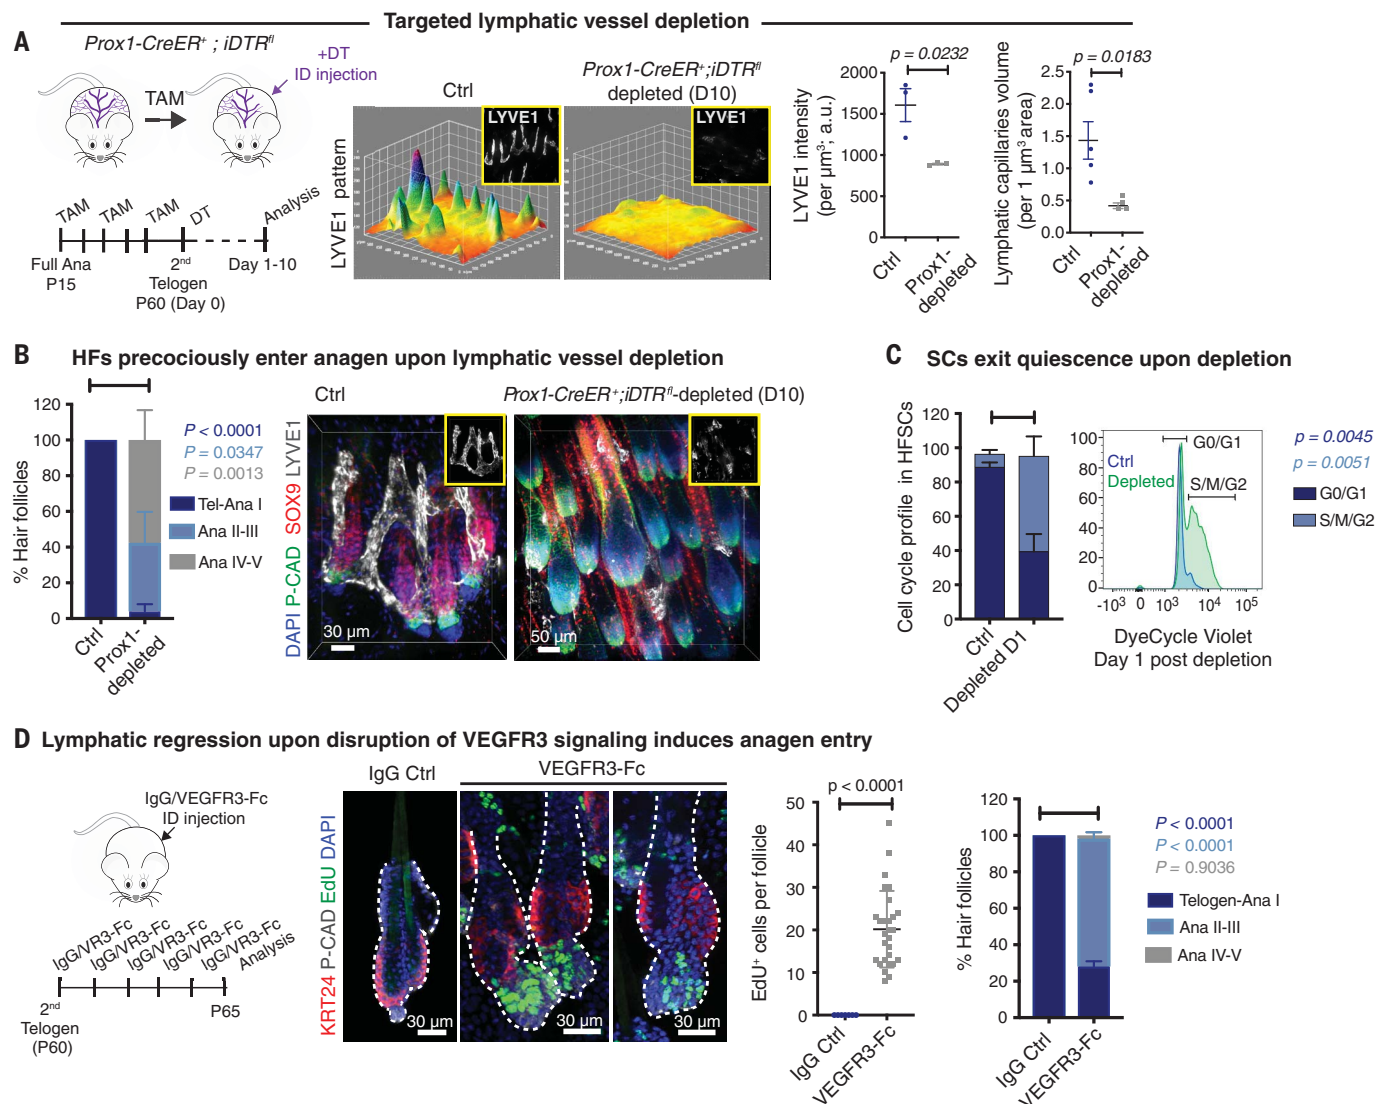 Targeted lymphatic vessel depletion
A
Prox1-CreER⁺ ; iDTRᶠˡ
+DT
ID injection
TAM
TAM
TAM
TAM
DT
Analysis
Full Ana
P15
2nd
Telogen
P60 (Day 0)
Day 1-10
Ctrl
Prox1-CreER⁺;iDTRᶠˡ
depleted (D10)
LYVE1 pattern
LYVE1
LYVE1
p = 0.0232
LYVE1 intensity
(per µm³; a.u.)
2000
1500
1000
500
0
Ctrl
Prox1-
depleted
p = 0.0183
Lymphatic capillaries volume
(per 1 µm³ area)
2.5
2.0
1.5
1.0
0.5
0.0
Ctrl
Prox1-
depleted
B
HFs precociously enter anagen upon lymphatic vessel depletion
% Hair follicles
120
100
80
60
40
20
0
Ctrl
Prox1-
depleted
P < 0.0001
P = 0.0347
P = 0.0013
Tel-Ana I
Ana II-III
Ana IV-V
DAPI P-CAD SOX9 LYVE1
Ctrl
30 µm
Prox1-CreER⁺;iDTRᶠˡ-depleted (D10)
50 µm
C
SCs exit quiescence upon depletion
Cell cycle profile in HFSCs
120
100
80
60
40
20
0
Ctrl
Depleted D1
100
80
60
40
20
0
Ctrl
Depleted
G0/G1
S/M/G2
-10³
0
10³
10⁴
10⁵
DyeCycle Violet
Day 1 post depletion
p = 0.0045
p = 0.0051
G0/G1
S/M/G2
D
Lymphatic regression upon disruption of VEGFR3 signaling induces anagen entry
IgG/VEGFR3-Fc
ID injection
IgG/VR3-Fc
IgG/VR3-Fc
IgG/VR3-Fc
IgG/VR3-Fc
IgG/VR3-Fc
Analysis
2nd
Telogen
(P60)
P65
KRT24 P-CAD EdU DAPI
IgG Ctrl
VEGFR3-Fc
30 µm
30 µm
30 µm
p < 0.0001
EdU⁺ cells per follicle
50
40
30
20
10
0
IgG Ctrl
VEGFR3-Fc
% Hair follicles
120
100
80
60
40
20
0
IgG Ctrl
VEGFR3-Fc
P < 0.0001
P < 0.0001
P = 0.9036
Telogen-Ana I
Ana II-III
Ana IV-V